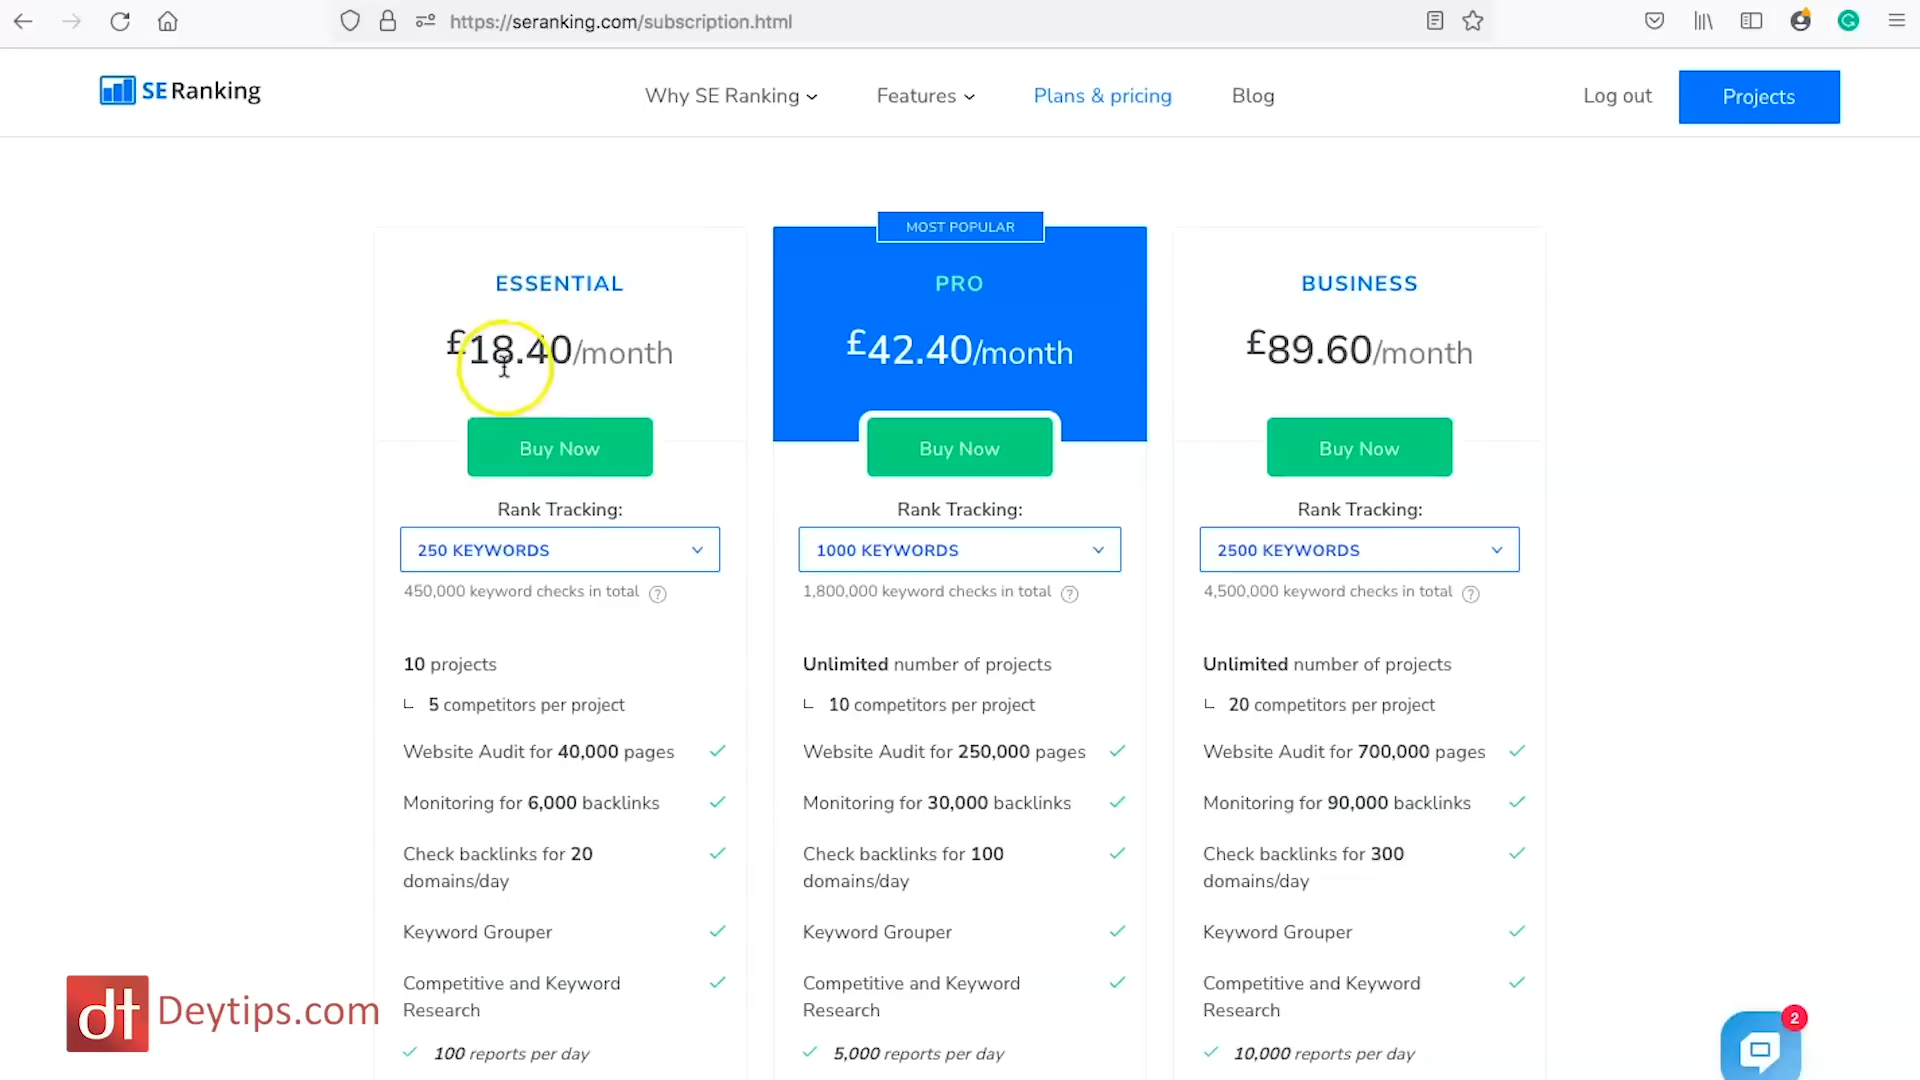 https://seranking.com/subscription.html
SE Ranking
Why SE Ranking
Features
Plans & pricing
Blog
Log out
Projects
ESSENTIAL
£18.40/month
Buy Now
Rank Tracking:
250 KEYWORDS
450,000 keyword checks in total ?
10 projects
5 competitors per project
Website Audit for 40,000 pages
Monitoring for 6,000 backlinks
Check backlinks for 20
domains/day
Keyword Grouper
Competitive and Keyword
Research
100 reports per day
MOST POPULAR
PRO
£42.40/month
Buy Now
Rank Tracking:
1000 KEYWORDS
1,800,000 keyword checks in total ?
Unlimited number of projects
10 competitors per project
Website Audit for 250,000 pages
Monitoring for 30,000 backlinks
Check backlinks for 100
domains/day
Keyword Grouper
Competitive and Keyword
Research
5,000 reports per day
BUSINESS
£89.60/month
Buy Now
Rank Tracking:
2500 KEYWORDS
4,500,000 keyword checks in total ?
Unlimited number of projects
20 competitors per project
Website Audit for 700,000 pages
Monitoring for 90,000 backlinks
Check backlinks for 300
domains/day
Keyword Grouper
Competitive and Keyword
Research
10,000 reports per day
dt Deytips.com
2